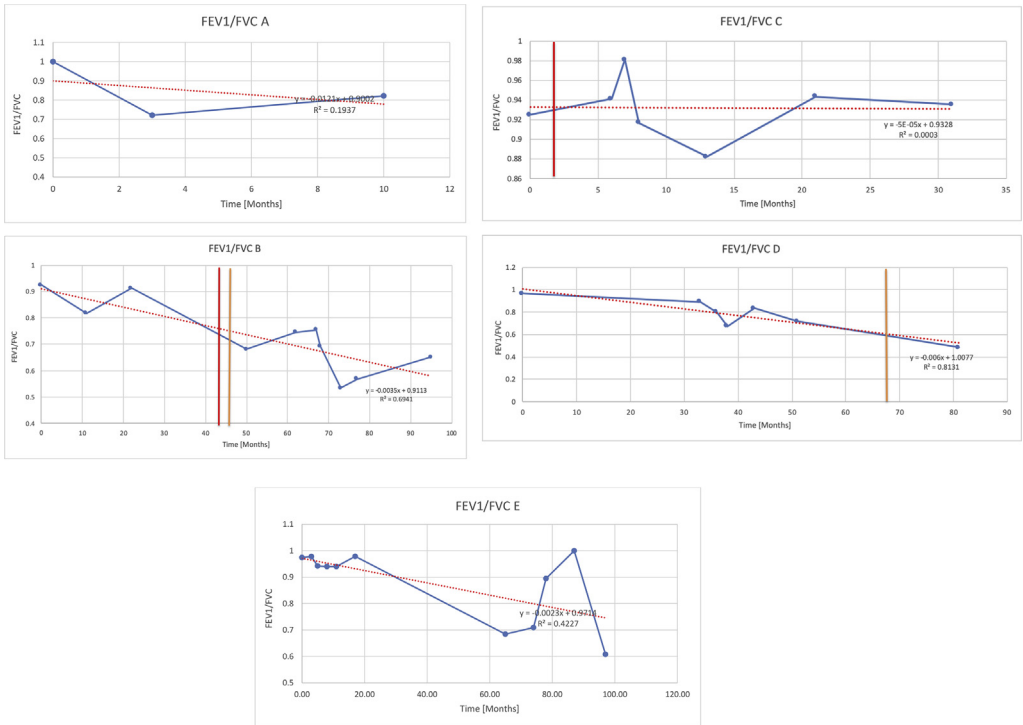 FEV1/FVC A
1.1
1
0.9
0.8
0.7
0.6
0.5
0.4
FEV1/FVC
y = -0.0121x + 0.9002
R² = 0.1937
0 2 4 6 8 10 12
Time [Months]
FEV1/FVC C
1
0.98
0.96
0.94
0.92
0.9
0.88
0.86
FEV1/FVC
y = -5E-05x + 0.9328
R² = 0.0003
0 5 10 15 20 25 30 35
Time [Months]
FEV1/FVC B
1
0.9
0.8
0.7
0.6
0.5
0.4
FEV1/FVC
y = -0.0035x + 0.9113
R² = 0.6941
0 10 20 30 40 50 60 70 80 90 100
Time [Months]
FEV1/FVC D
1.2
1
0.8
0.6
0.4
0.2
0
FEV1/FVC
y = -0.006x + 1.0077
R² = 0.8131
0 10 20 30 40 50 60 70 80 90
Time [Months]
FEV1/FVC E
1.1
1
0.9
0.8
0.7
0.6
0.5
FEV1/FVC
y = -0.0023x + 0.9714
R² = 0.4227
0.00 20.00 40.00 60.00 80.00 100.00 120.00
Time [Months]